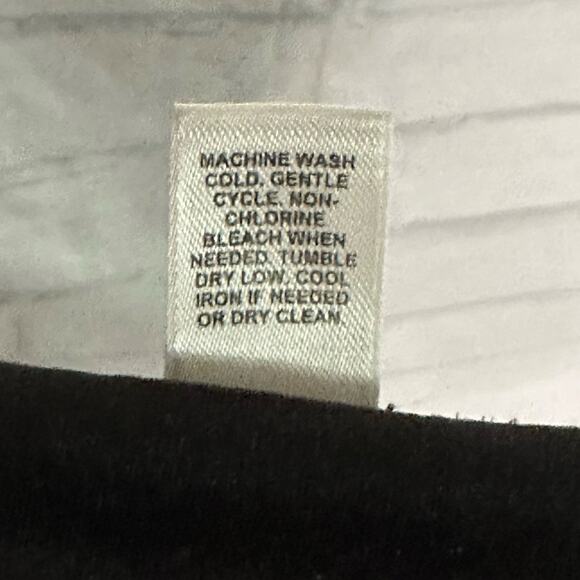 MACHINE WASH
COLD. GENTLE
CYCLE. NON-
CHLORINE
BLEACH WHEN
NEEDED. TUMBLE
DRY LOW. COOL
IRON IF NEEDED
OR DRY CLEAN.